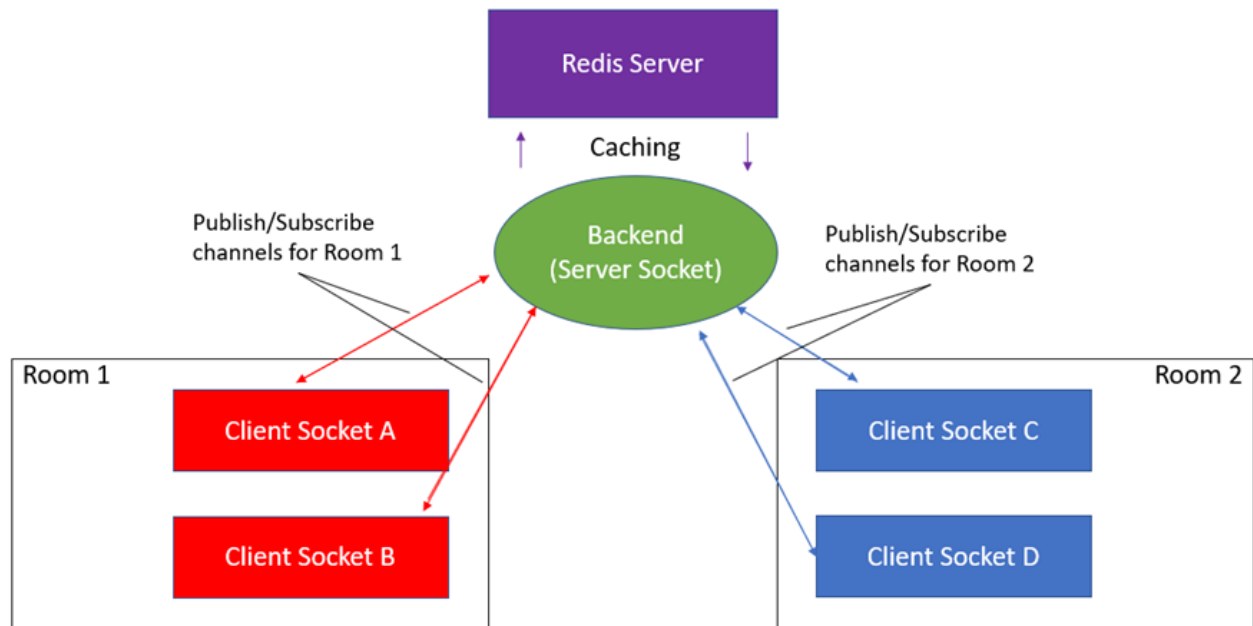 Redis Server
Caching
Publish/Subscribe
channels for Room 1
Backend
(Server Socket)
Publish/Subscribe
channels for Room 2
Room 1
Client Socket A
Client Socket B
Room 2
Client Socket C
Client Socket D